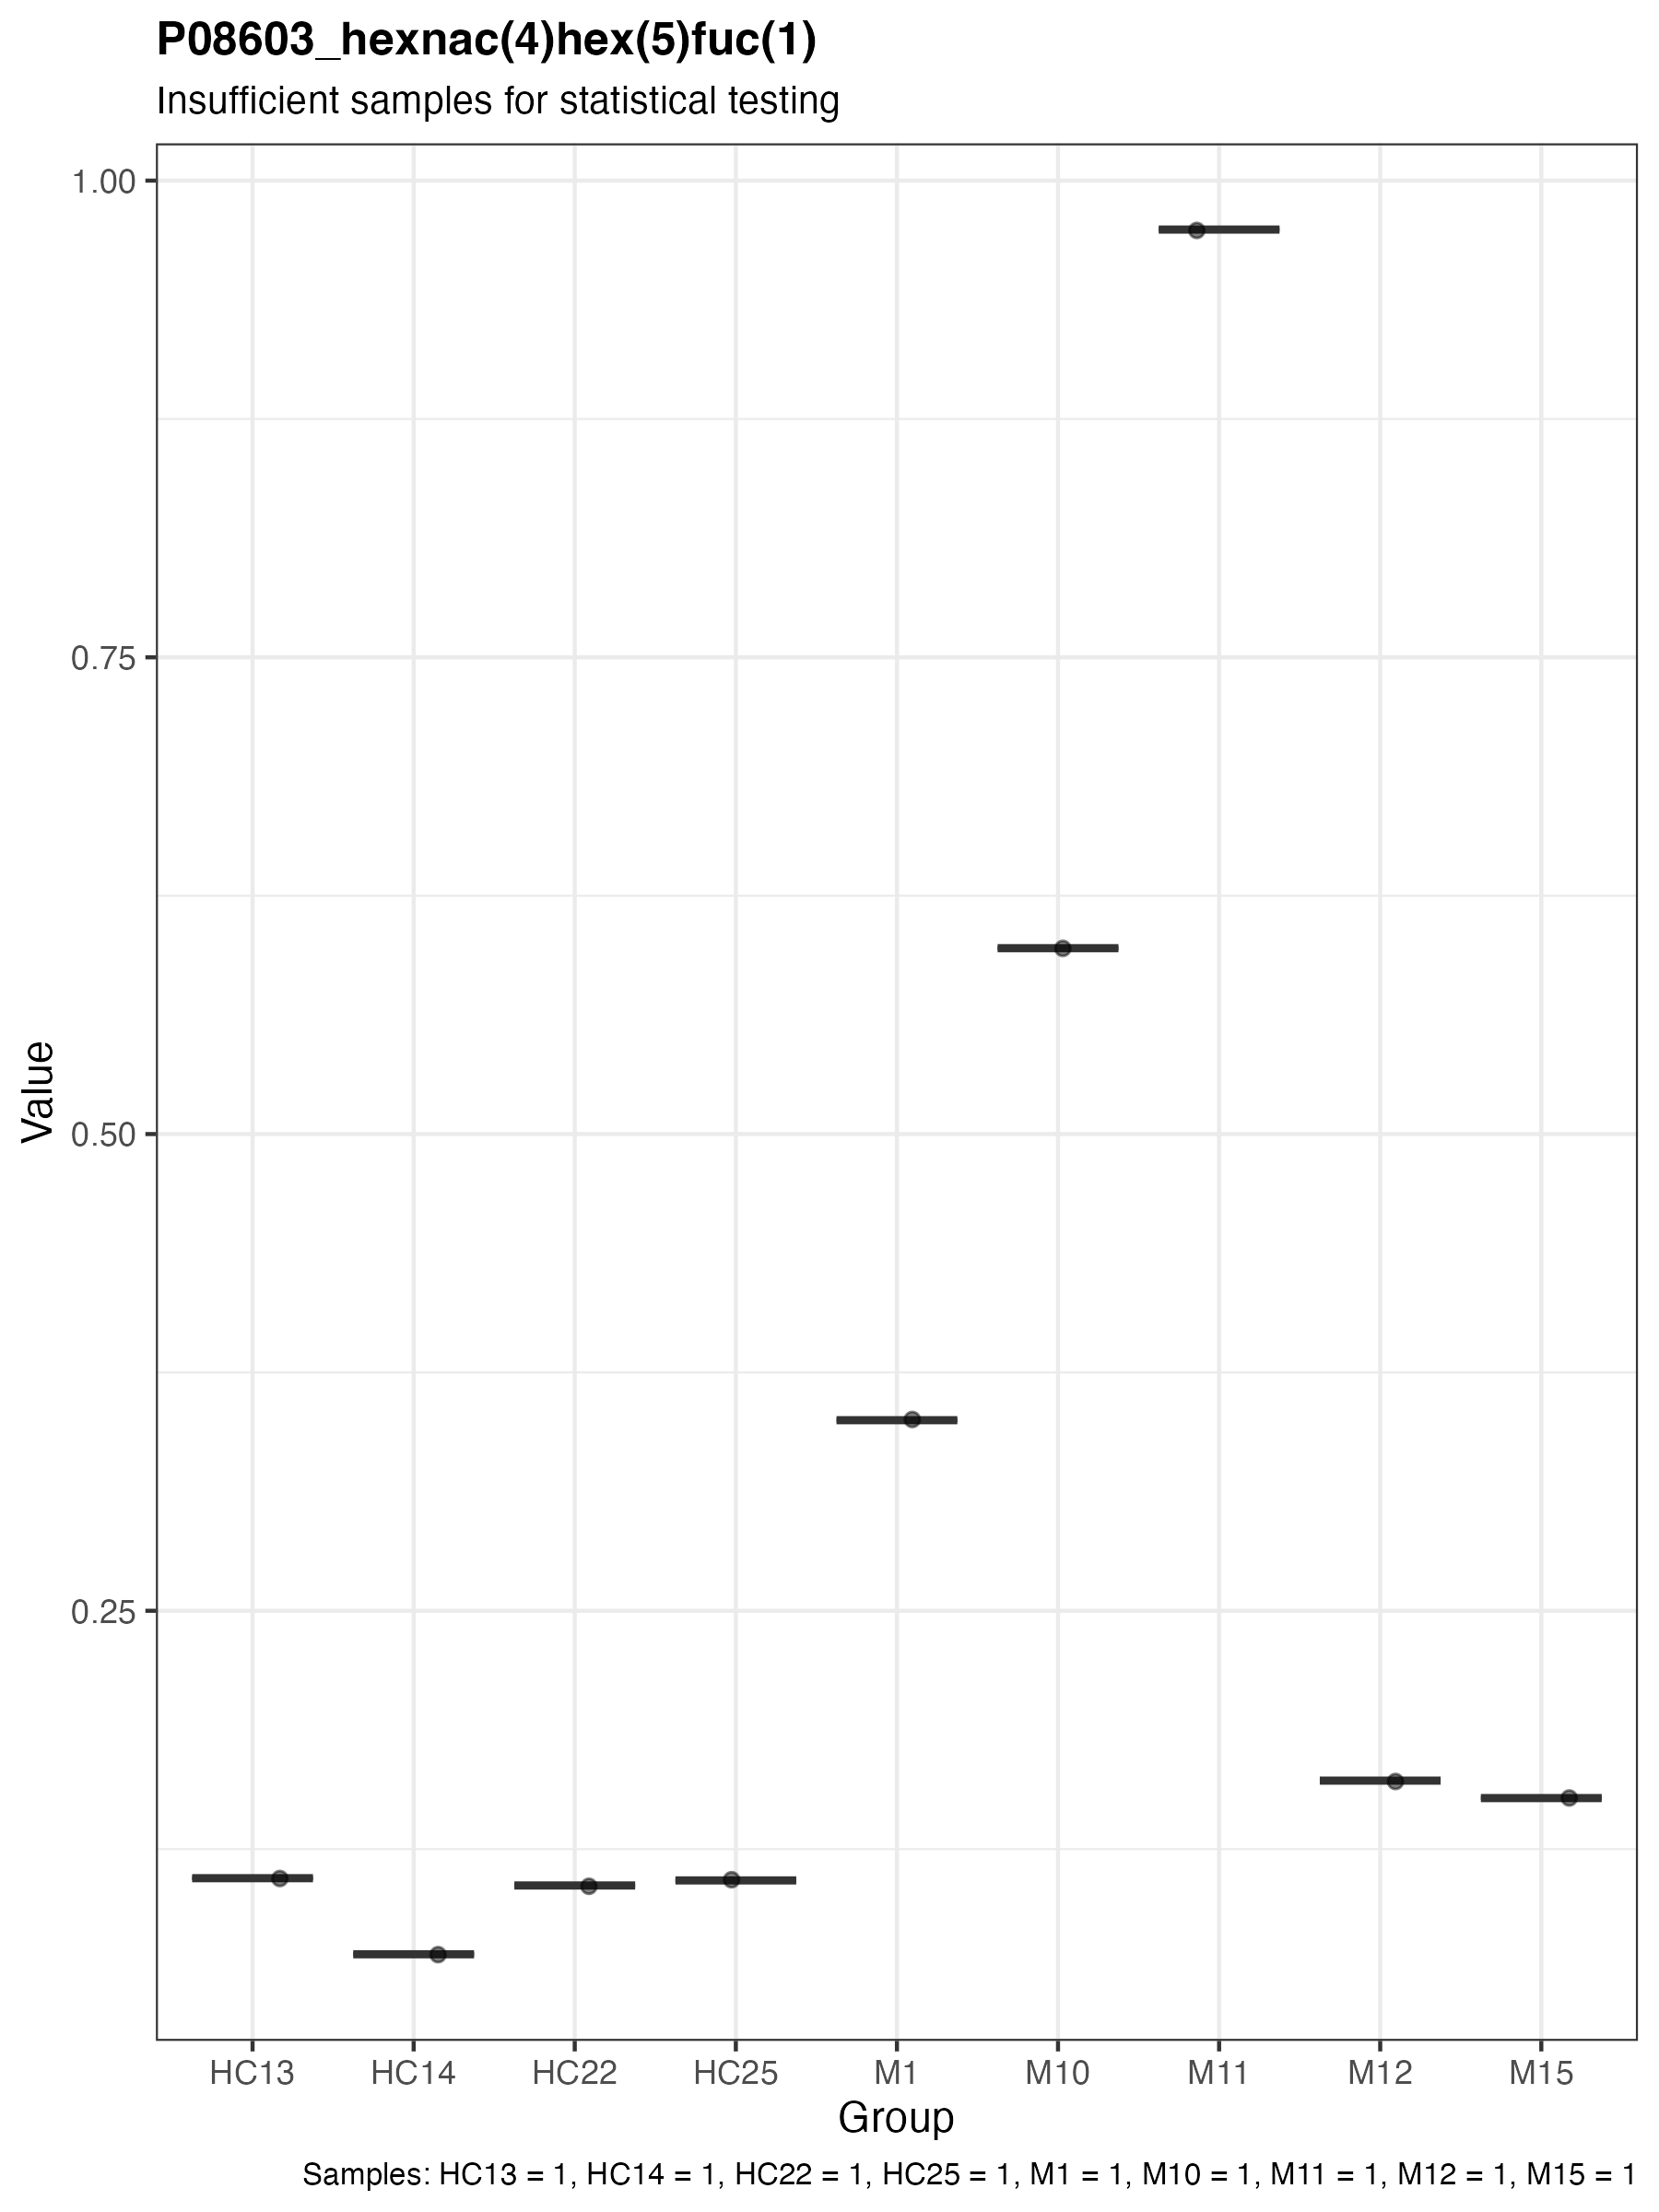 P08603_hexnac(4)hex(5)fuc(1)
Insufficient samples for statistical testing
1.00
0.75
0.50
0.25
Value
HC13 HC14 HC22 HC25 M1 M10 M11 M12 M15
Group
Samples: HC13 = 1, HC14 = 1, HC22 = 1, HC25 = 1, M1 = 1, M10 = 1, M11 = 1, M12 = 1, M15 = 1